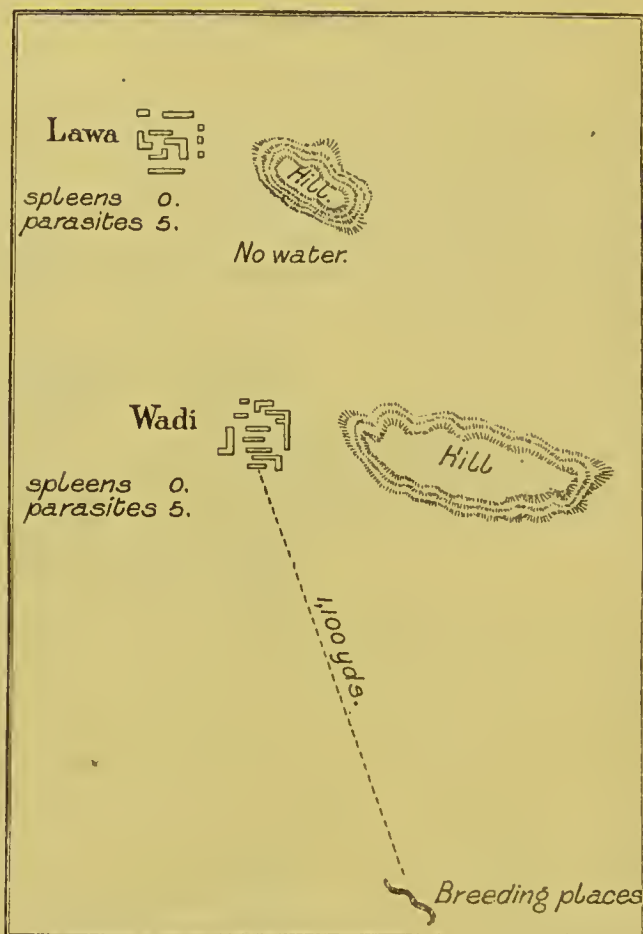 Lawa
spleens 0.
parasites 5.
Hill.
No water.
Wadi
spleens 0.
parasites 5.
Hill
1,100 yds.
Breeding places